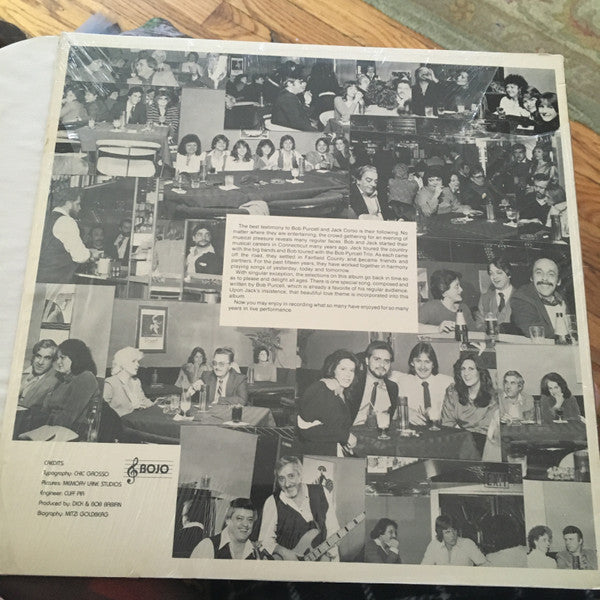 The best testimony to Bob Purcell and Jack Corso is their following. No
matter where they are entertaining, the crowd gathering for an evening of
musical pleasure reveals many regular faces. Bob and Jack started their
musical careers in Connecticut many years ago. Jack toured the country with
the big bands and Bob toured with the Bob Purcell Trio. As each came
off the road, they settled in Fairfield County and became friends and
partners. For the past fifteen years, they have worked together in harmony
playing songs of yesterday, today and tomorrow.
With singular exception, the selections on this album go back in time so
as to please and delight all ages. There is one special song, composed and
written by Bob Purcell, which is already a favorite of his regular audience.
Upon Jack's insistence, that beautiful love theme is incorporated into this
album.
Now you may enjoy in recording what so many have enjoyed for so many
years in live performance.
CREDITS
Typography: CHIC GROSSO
Pictures: MEMORY LANE STUDIOS
Engineer: CLIFF PIA
Produced by: DICK & BOB BABIAN
Biography: MITZI GOLDBERG
BOJO